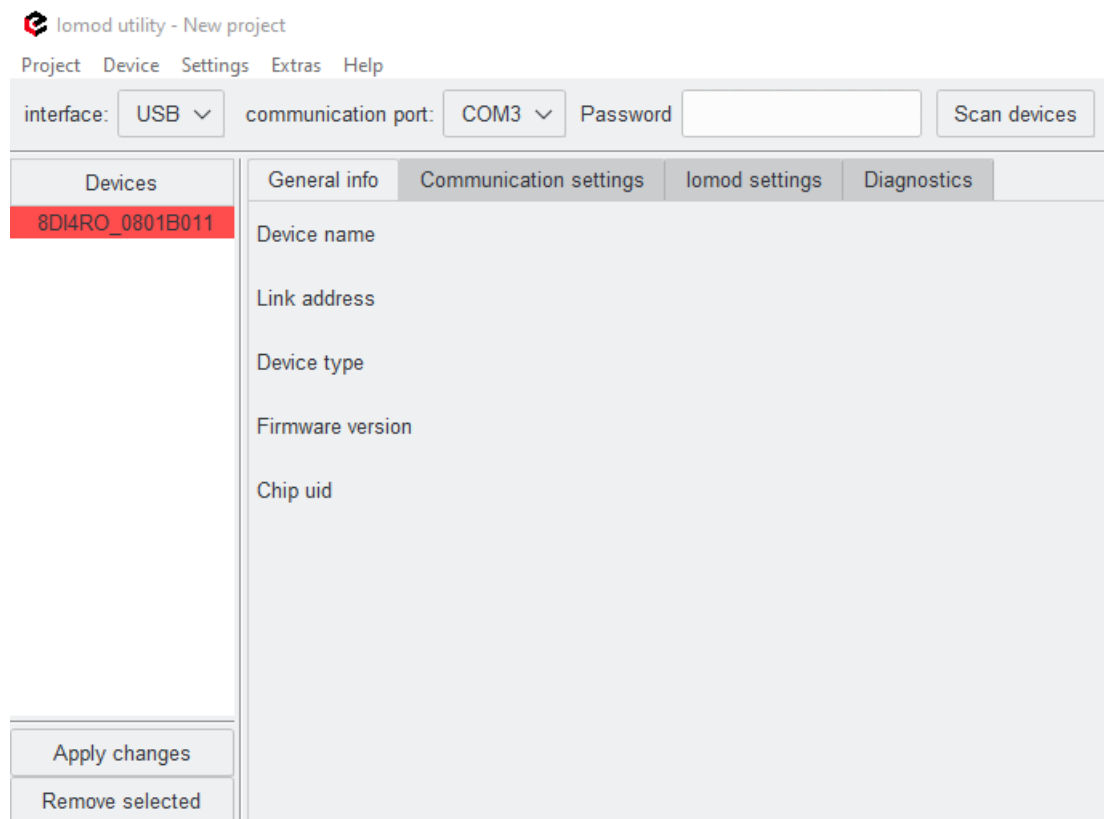 Iomod utility - New project
Project Device Settings Extras Help
interface: USB communication port: COM3 Password Scan devices
Devices
General info Communication settings Iomod settings Diagnostics
8DI4RO_0801B011
Device name
Link address
Device type
Firmware version
Chip uid
Apply changes
Remove selected